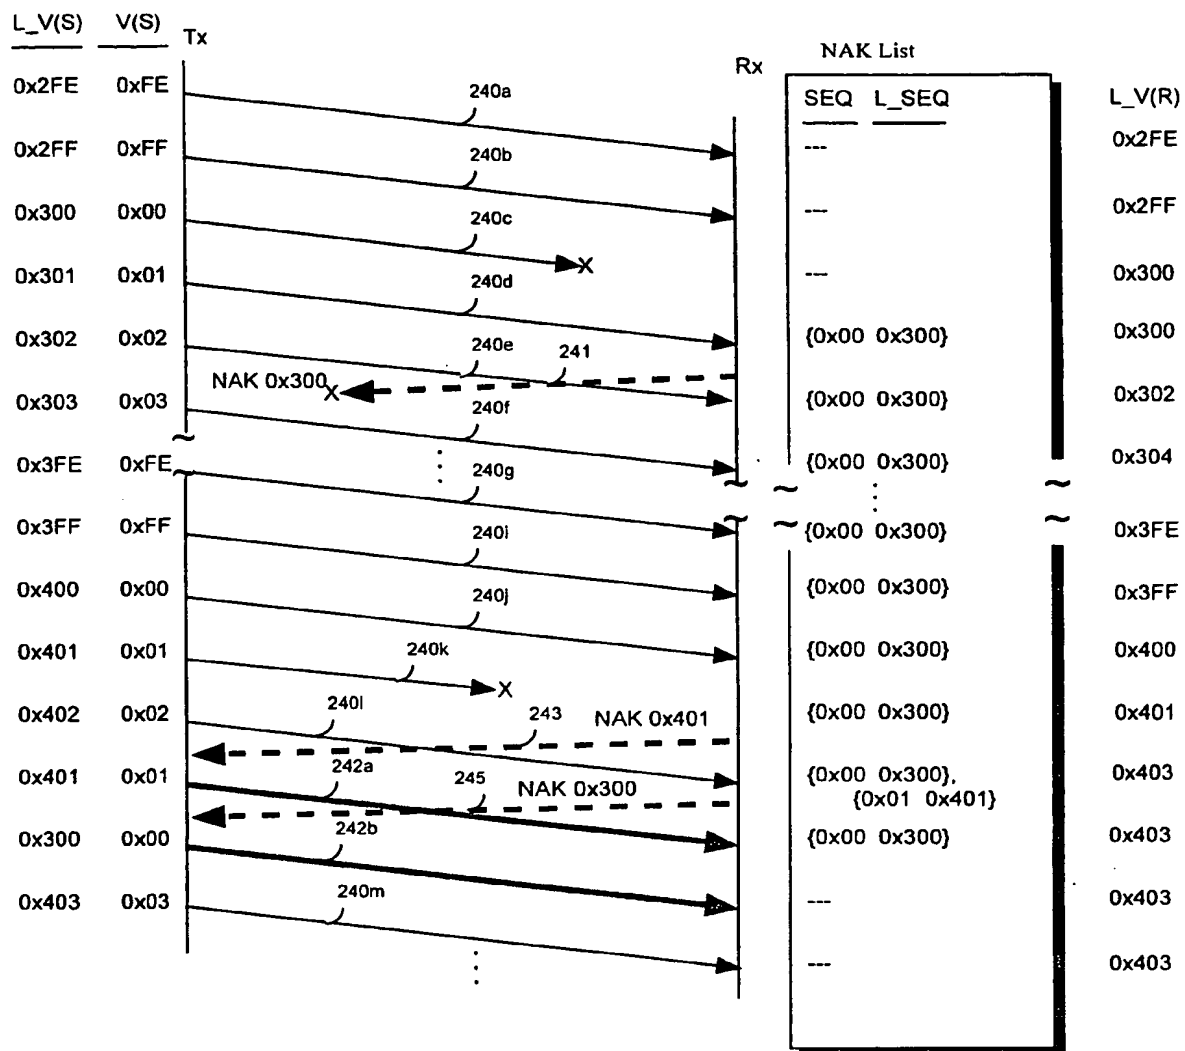 L_V(S) V(S) Tx
NAK List
Rx
SEQ L_SEQ L_V(R)
0x2FE 0xFE 240a
--- 0x2FE
0x2FF 0xFF 240b
--- 0x2FF
0x300 0x00 240c
X
--- 0x300
0x301 0x01 240d
{0x00 0x300} 0x300
0x302 0x02 240e 241
NAK 0x300 X
{0x00 0x300} 0x302
0x303 0x03 240f
{0x00 0x300} 0x304
0x3FE 0xFE 240g
{0x00 0x300} 0x3FE
0x3FF 0xFF 240i
{0x00 0x300} 0x3FF
0x400 0x00 240j
{0x00 0x300} 0x400
0x401 0x01 240k
X
{0x00 0x300} 0x401
0x402 0x02 240l 243 NAK 0x401
{0x00 0x300}, 0x403
{0x01 0x401}
0x401 0x01 242a 245 NAK 0x300
{0x00 0x300} 0x403
0x300 0x00 242b
--- 0x403
0x403 0x03 240m
--- 0x403